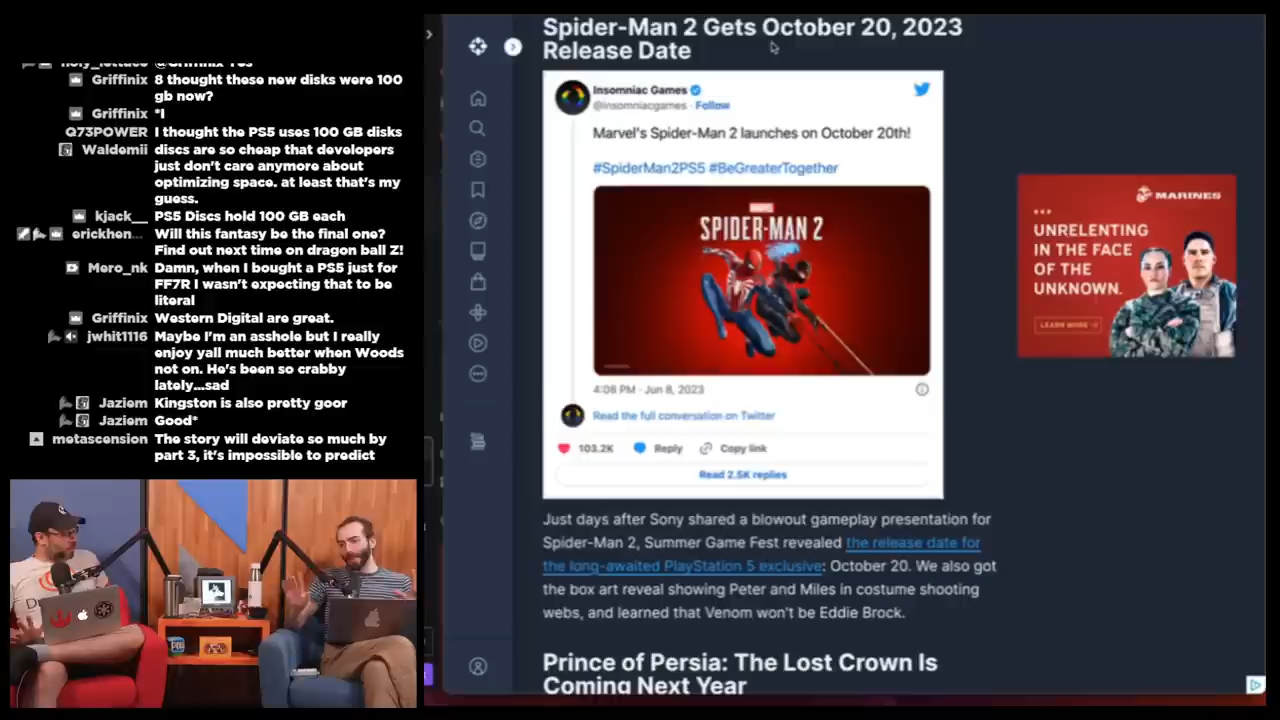 Griffinix 8 thought these new disks were 100
gb now?
Griffinix *I
Q73POWER I thought the PS5 uses 100 GB disks
Waldemii discs are so cheap that developers
just don't care anymore about
optimizing space. at least that's my
guess.
kjack__ PS5 Discs hold 100 GB each
erickhen... Will this fantasy be the final one?
Find out next time on dragon ball Z!
Mero_nk Damn, when I bought a PS5 just for
FF7R I wasn't expecting that to be
literal
Griffinix Western Digital are great.
jwhit1116 Maybe I'm an asshole but I really
enjoy yall much better when Woods
not on. He's been so crabby
lately...sad
Jaziem Kingston is also pretty goor
Jaziem Good*
metascension The story will deviate so much by
part 3, it's impossible to predict
Spider-Man 2 Gets October 20, 2023
Release Date
Insomniac Games
@insomniacgames · Follow
Marvel's Spider-Man 2 launches on October 20th!
#SpiderMan2PS5 #BeGreaterTogether
MARVEL
SPIDER-MAN 2
4:08 PM · Jun 8, 2023
Read the full conversation on Twitter
103.2K Reply Copy link
Read 2.5K replies
Just days after Sony shared a blowout gameplay presentation for
Spider-Man 2, Summer Game Fest revealed the release date for
the long-awaited PlayStation 5 exclusive: October 20. We also got
the box art reveal showing Peter and Miles in costume shooting
webs, and learned that Venom won't be Eddie Brock.
Prince of Persia: The Lost Crown Is
Coming Next Year
MARINES
UNRELENTING
IN THE FACE
OF THE
UNKNOWN.
LEARN MORE